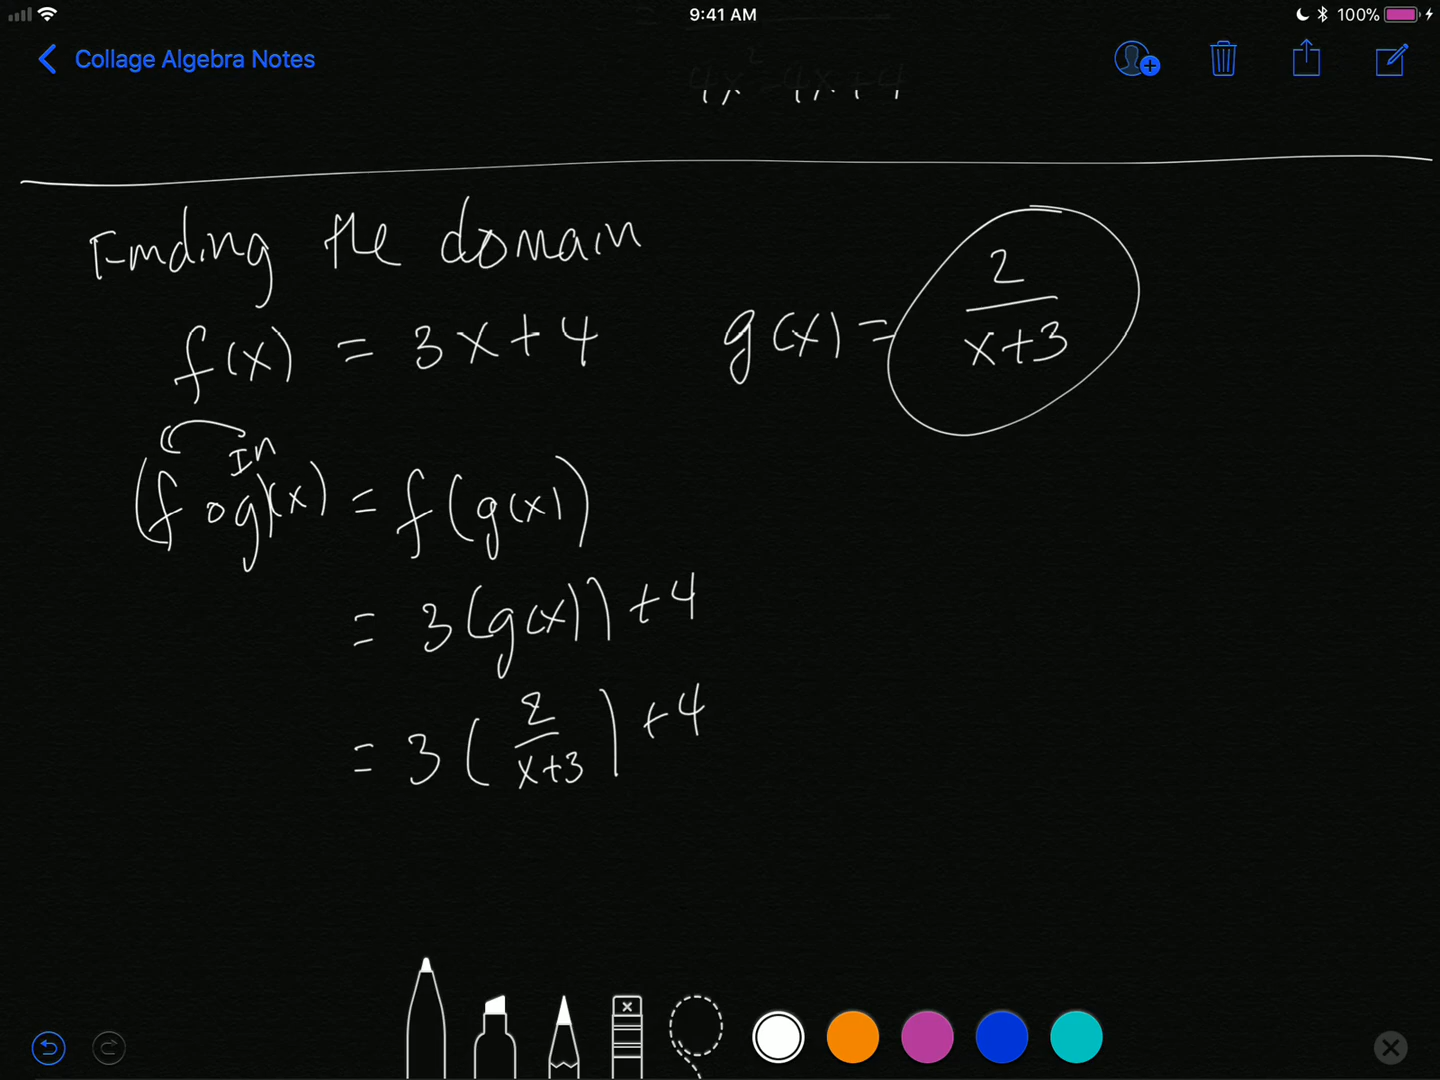 9:41 AM
100%
Collage Algebra Notes
Finding the domain
f(x) = 3x+4 g(x) = 2/(x+3)
In
(f∘g)(x) = f(g(x))
= 3(g(x)) + 4
= 3(2/(x+3)) + 4